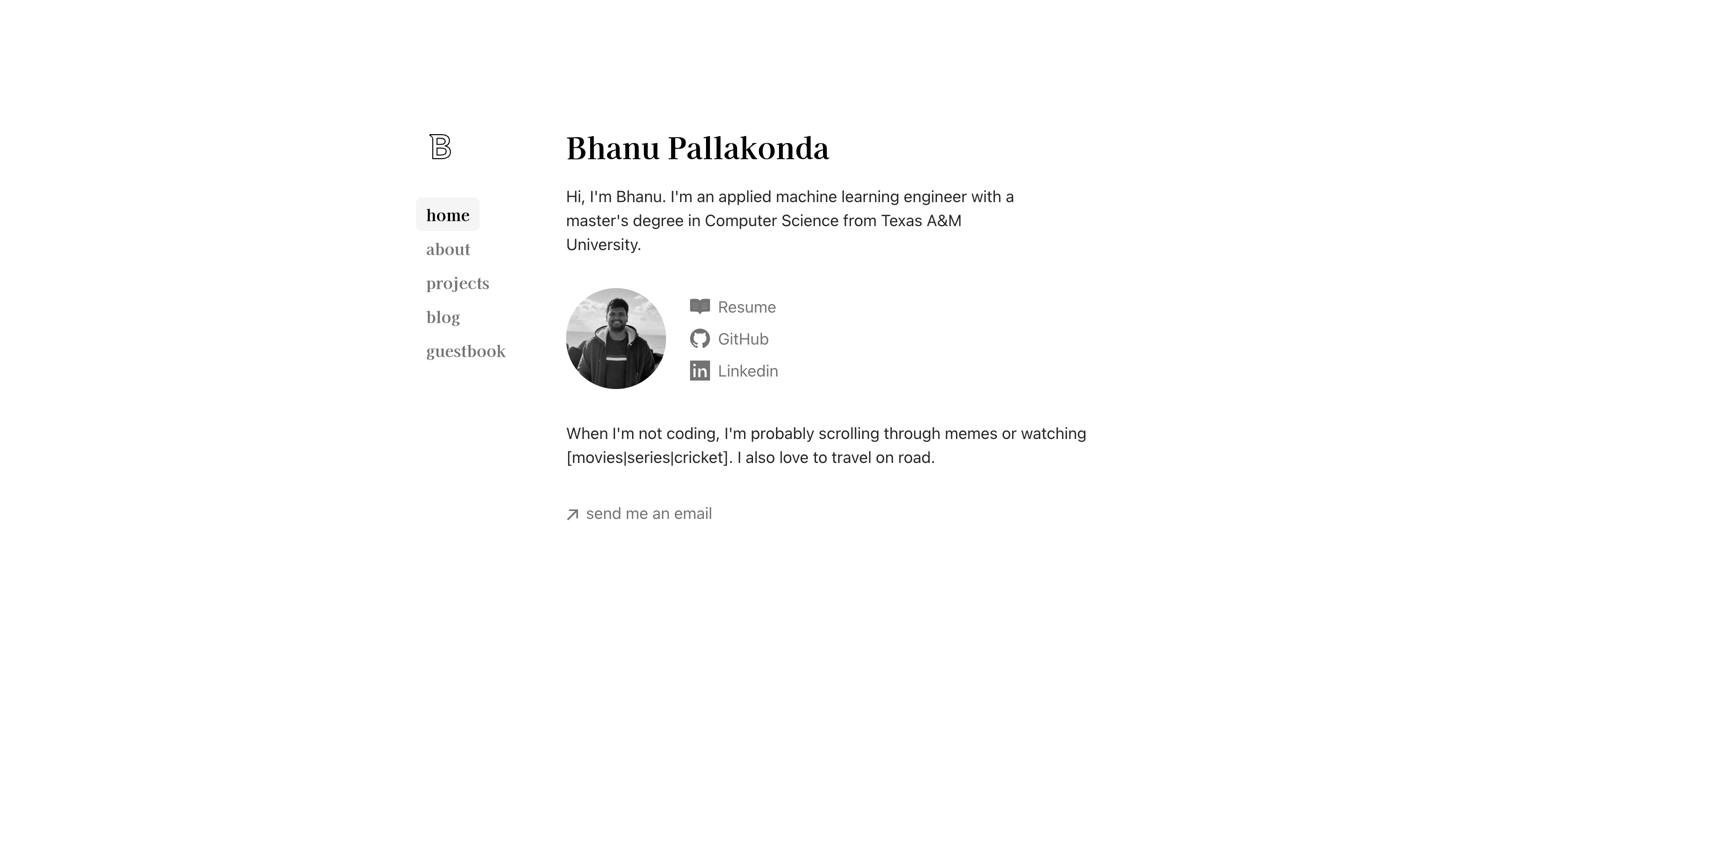 B
home
about
projects
blog
guestbook
Bhanu Pallakonda
Hi, I'm Bhanu. I'm an applied machine learning engineer with a
master's degree in Computer Science from Texas A&M
University.
Resume
GitHub
in Linkedin
When I'm not coding, I'm probably scrolling through memes or watching
[movies|series|cricket]. I also love to travel on road.
send me an email